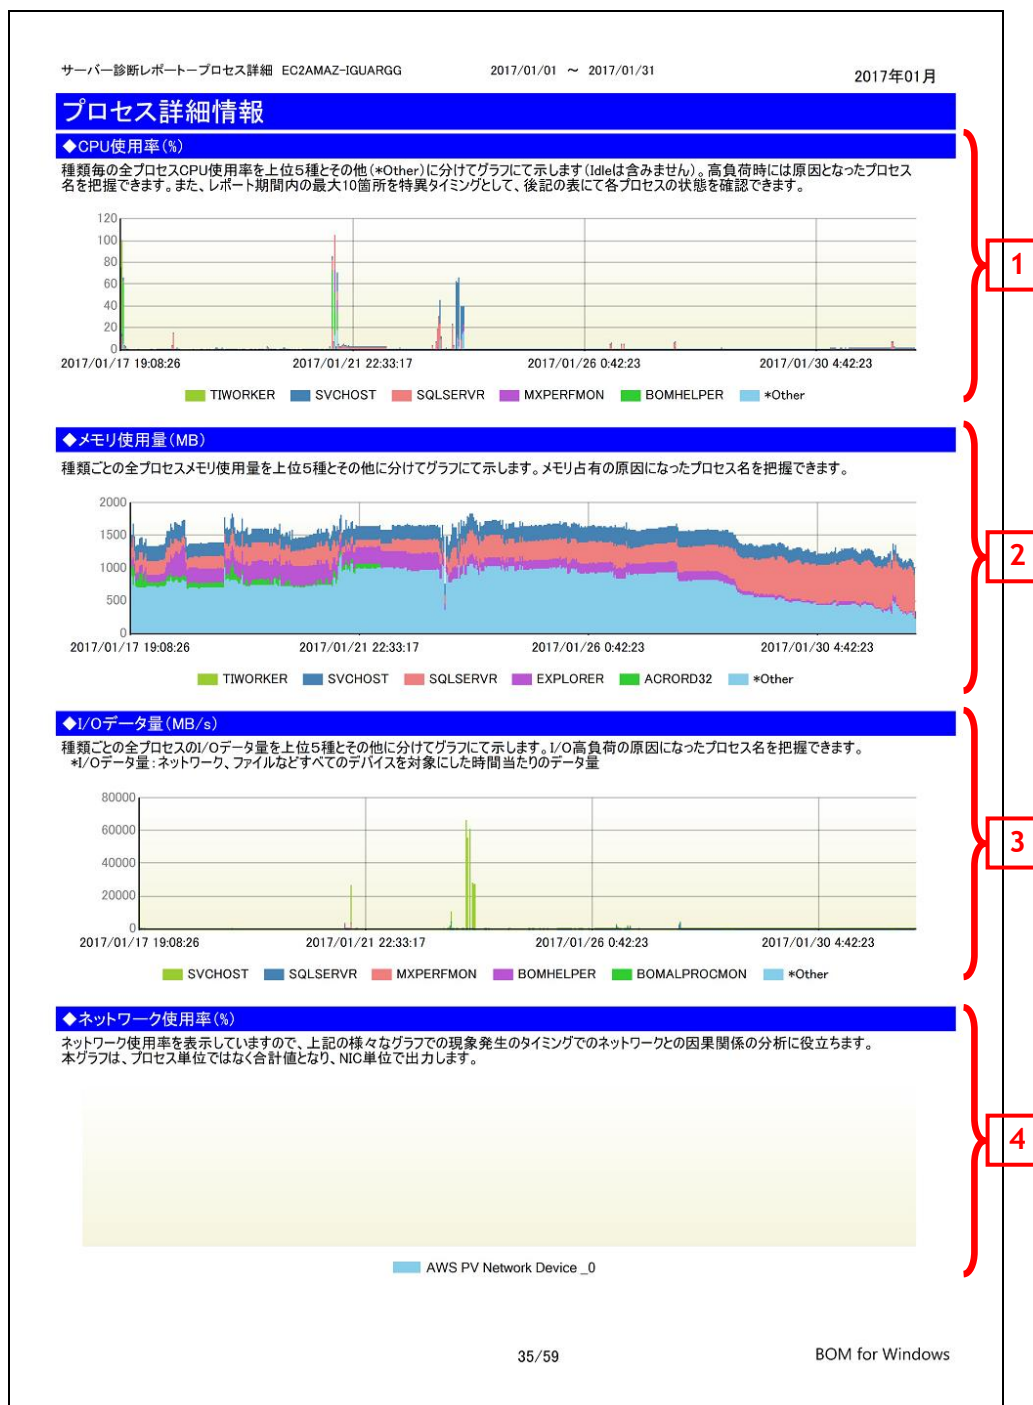 サーバー診断レポートープロセス詳細 EC2AMAZ-IGUARGG 2017/01/01 ～ 2017/01/31 2017年01月
プロセス詳細情報
◆CPU使用率(%)
種類毎の全プロセスCPU使用率を上位5種とその他(*Other)に分けてグラフにて示します(Idleは含みません)。高負荷時には原因となったプロセス
名を把握できます。また、レポート期間内の最大10箇所を特異タイミングとして、後記の表にて各プロセスの状態を確認できます。
120
100
80
60
40
20
0
2017/01/17 19:08:26 2017/01/21 22:33:17 2017/01/26 0:42:23 2017/01/30 4:42:23
TIWORKER SVCHOST SQLSERVR MXPERFMON BOMHELPER *Other
1
◆メモリ使用量(MB)
種類ごとの全プロセスメモリ使用量を上位5種とその他に分けてグラフにて示します。メモリ占有の原因になったプロセス名を把握できます。
2000
1500
1000
500
0
2017/01/17 19:08:26 2017/01/21 22:33:17 2017/01/26 0:42:23 2017/01/30 4:42:23
TIWORKER SVCHOST SQLSERVR EXPLORER ACRORD32 *Other
2
◆I/Oデータ量(MB/s)
種類ごとの全プロセスのI/Oデータ量を上位5種とその他に分けてグラフにて示します。I/O高負荷の原因になったプロセス名を把握できます。
*I/Oデータ量:ネットワーク、ファイルなどすべてのデバイスを対象にした時間当たりのデータ量
80000
60000
40000
20000
0
2017/01/17 19:08:26 2017/01/21 22:33:17 2017/01/26 0:42:23 2017/01/30 4:42:23
SVCHOST SQLSERVR MXPERFMON BOMHELPER BOMALPROCMON *Other
3
◆ネットワーク使用率(%)
ネットワーク使用率を表示していますので、上記の様々なグラフでの現象発生のタイミングでのネットワークとの因果関係の分析に役立ちます。
本グラフは、プロセス単位ではなく合計値となり、NIC単位で出力します。
AWS PV Network Device _0
4
35/59 BOM for Windows